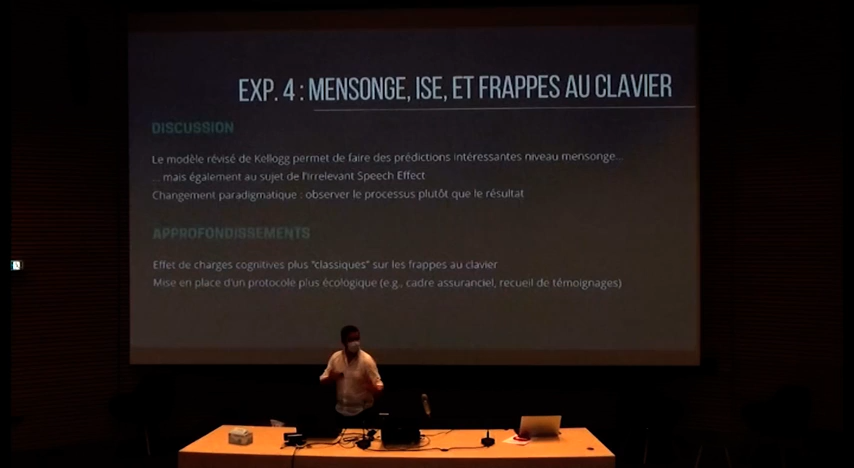 EXP. 4 : MENSONGE, ISE, ET FRAPPES AU CLAVIER
DISCUSSION
Le modèle révisé de Kellogg permet de faire des prédictions intéressantes niveau mensonge...
... mais également au sujet de l'Irrelevant Speech Effect
Changement paradigmatique : observer le processus plutôt que le résultat
APPROFONDISSEMENTS
Effet de charges cognitives plus "classiques" sur les frappes au clavier
Mise en place d'un protocole plus écologique (e.g., cadre assuranciel, recueil de témoignages)